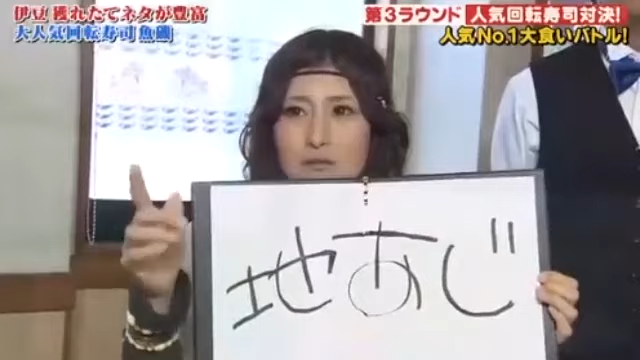 伊豆 獲れたてネタが豊富
大人気回転寿司 魚磯
第3ラウンド 人気回転寿司対決!
人気No.1大食いバトル!
地あじ